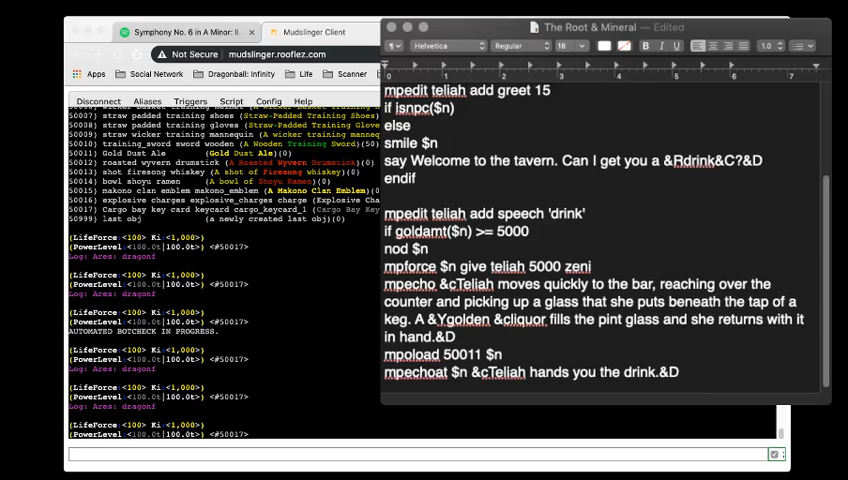 Symphony No. 6 in A Minor: II.
Mudslinger Client
Not Secure | mudslinger.rooflez.com
Apps
Social Network
Dragonball: Infinity
Life
Scanner
Disconnect
Aliases
Triggers
Script
Config
Help
50007) straw padded training shoes (Straw-Padded Training Shoes)
50008) straw padded training gloves (Straw-Padded Training Glove
50009) straw wicker training mannequin (A wicker training mannequin)
50010) training_sword sword wooden (A Wooden Training Sword)(50)
50011) Gold Dust Ale (Gold Dust Ale)(0)
50012) roasted wyvern drumstick (A Roasted Wyvern Drumstick)(0)
50013) shot firesong whiskey (A shot of Firesong whiskey)(0)
50014) bowl shoyu ramen (A bowl of Shoyu Ramen)(0)
50015) makono clan emblem makono_emblem (A Makono Clan Emblem)(0)
50016) explosive charges explosive_charges charge (Explosive Cha
50017) Cargo bay key card keycard cargo_keycard_1 (Cargo Bay Key
50999) last obj (a newly created last obj)(0)
(LifeForce:<100> Ki:<1,000>)
(PowerLevel:<100.0t|100.0t>) <#50017>
Log: Ares: dragonf
(LifeForce:<100> Ki:<1,000>)
(PowerLevel:<100.0t|100.0t>) <#50017>
(LifeForce:<100> Ki:<1,000>)
(PowerLevel:<100.0t|100.0t>) <#50017>
AUTOMATED BOTCHECK IN PROGRESS.
(LifeForce:<100> Ki:<1,000>)
(PowerLevel:<100.0t|100.0t>) <#50017>
Log: Ares: dragonf
(LifeForce:<100> Ki:<1,000>)
(PowerLevel:<100.0t|100.0t>) <#50017>
Log: Ares: dragonf
(LifeForce:<100> Ki:<1,000>)
(PowerLevel:<100.0t|100.0t>) <#50017>
The Root & Mineral — Edited
Helvetica
Regular
16
B I U
1.0
0 1 2 3 4 5 6 7
mpedit teliah add greet 15
if isnpc($n)
else
smile $n
say Welcome to the tavern. Can I get you a &Rdrink&C?&D
endif
mpedit teliah add speech 'drink'
if goldamt($n) >= 5000
nod $n
mpforce $n give teliah 5000 zeni
mpecho &cTeliah moves quickly to the bar, reaching over the
counter and picking up a glass that she puts beneath the tap of a
keg. A &Ygolden &cliquor fills the pint glass and she returns with it
in hand.&D
mpoload 50011 $n
mpechoat $n &cTeliah hands you the drink.&D